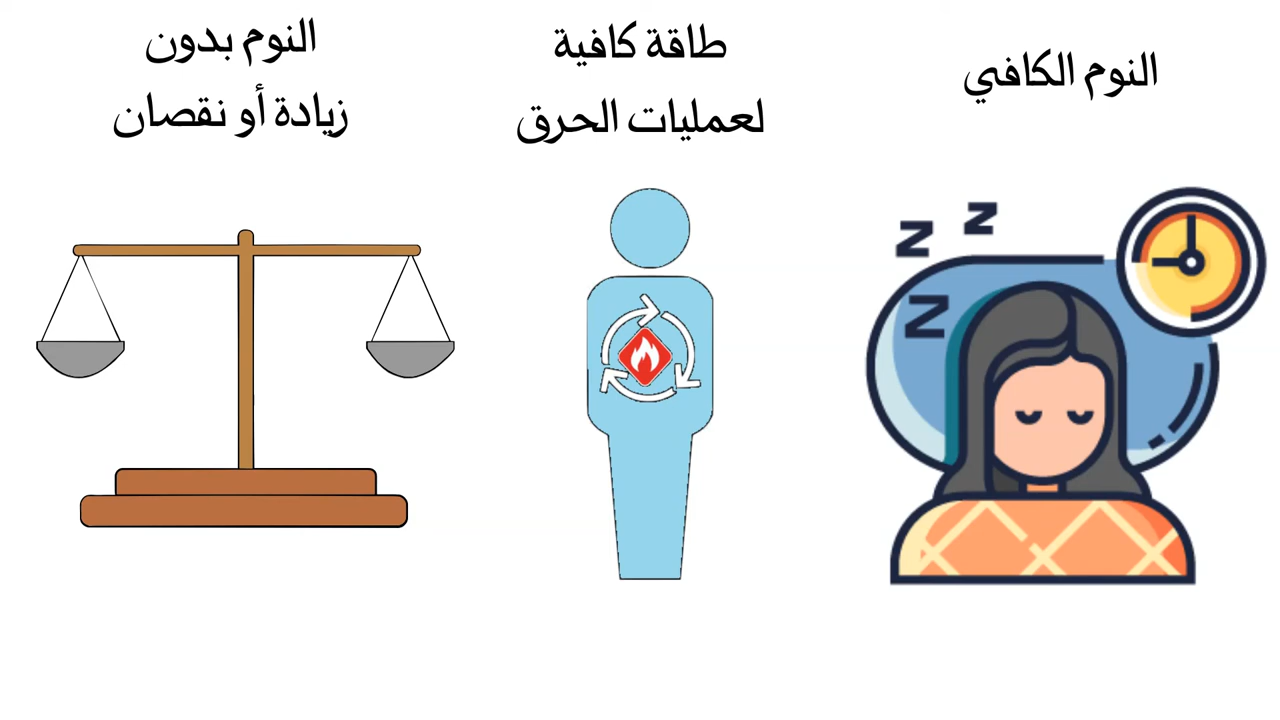 النوم الكافي
طاقة كافية
لعمليات الحرق
النوم بدون
زيادة أو نقصان
z
z
z